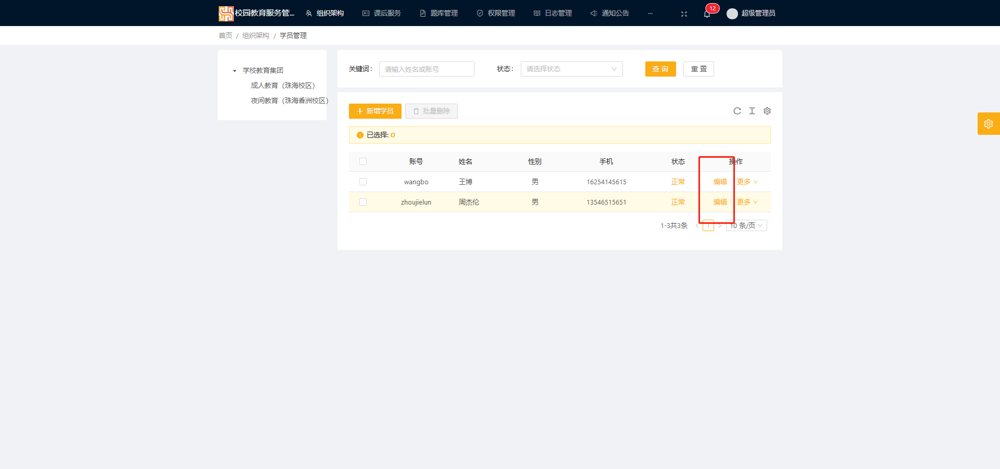 校园教育服务管... 组织架构 课后服务 题库管理 权限管理 日志管理 通知公告 ... 12 超级管理员
首页 / 组织架构 / 学员管理
学校教育集团
成人教育（珠海校区）
夜间教育（珠海香洲校区）
关键词： 请输入姓名或账号 状态： 请选择状态 查 询 重 置
新增学员 批量删除
已选择: 0
账号 姓名 性别 手机 状态 操作
wangbo 王博 男 16254145615 正常 编辑 更多
zhoujielun 周杰伦 男 13546515651 正常 编辑 更多
1-3共3条 < 1 > 10 条/页